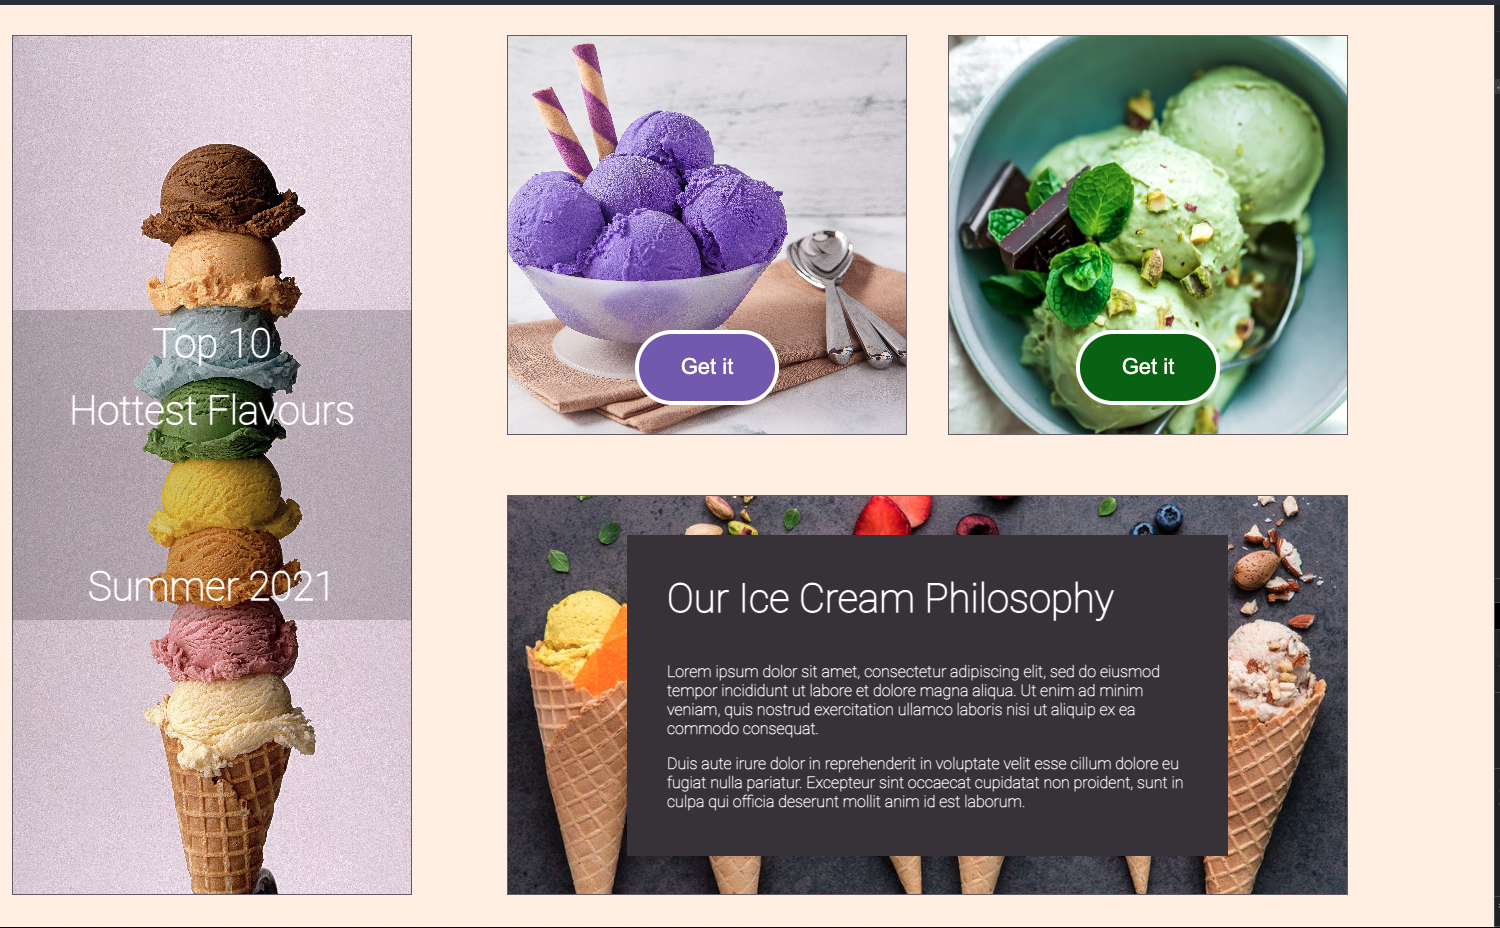 Top 10
Hottest Flavours
Summer 2021
Get it
Get it
Our Ice Cream Philosophy
Lorem ipsum dolor sit amet, consectetur adipiscing elit, sed do eiusmod
tempor incididunt ut labore et dolore magna aliqua. Ut enim ad minim
veniam, quis nostrud exercitation ullamco laboris nisi ut aliquip ex ea
commodo consequat.
Duis aute irure dolor in reprehenderit in voluptate velit esse cillum dolore eu
fugiat nulla pariatur. Excepteur sint occaecat cupidatat non proident, sunt in
culpa qui officia deserunt mollit anim id est laborum.